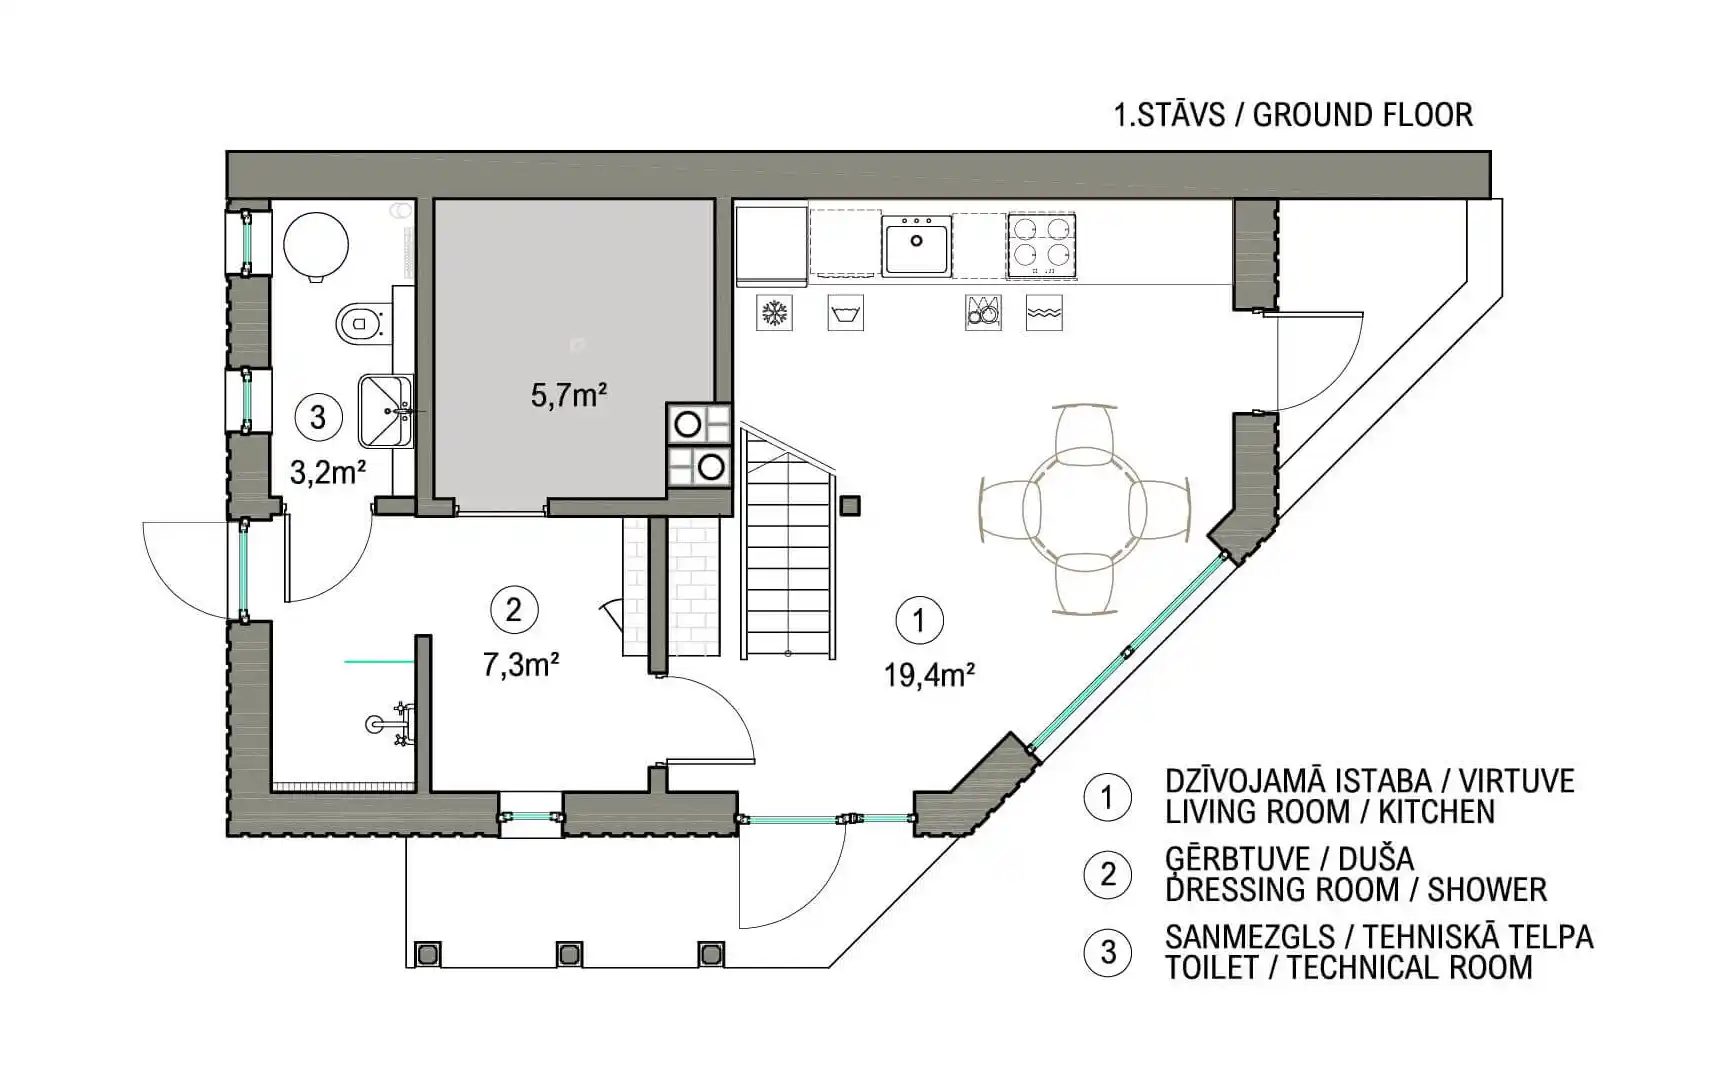 1.STĀVS / GROUND FLOOR
5,7m²
3
3,2m²
2
7,3m²
1
19,4m²
1
DZĪVOJAMĀ ISTABA / VIRTUVE
LIVING ROOM / KITCHEN
2
ĢĒRBTUVE / DUŠA
DRESSING ROOM / SHOWER
3
SANMEZGLS / TEHNISKĀ TELPA
TOILET / TECHNICAL ROOM